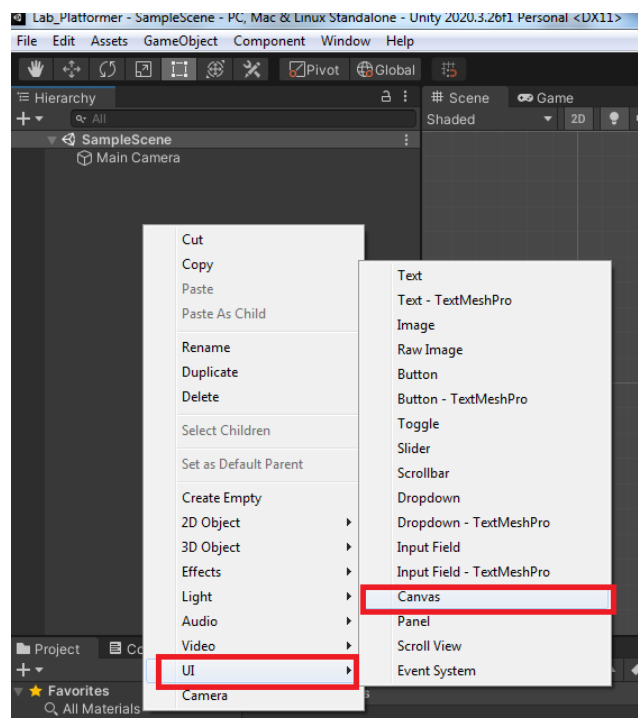 Lab_Platformer - SampleScene - PC, Mac & Linux Standalone - Unity 2020.3.26f1 Personal <DX11>
File Edit Assets GameObject Component Window Help
Pivot Global
Hierarchy
All
SampleScene
Main Camera
# Scene Game
Shaded 2D
Cut
Copy
Paste
Paste As Child
Rename
Duplicate
Delete
Select Children
Set as Default Parent
Create Empty
2D Object
3D Object
Effects
Light
Audio
Video
UI
Camera
Text
Text - TextMeshPro
Image
Raw Image
Button
Button - TextMeshPro
Toggle
Slider
Scrollbar
Dropdown
Dropdown - TextMeshPro
Input Field
Input Field - TextMeshPro
Canvas
Panel
Scroll View
Event System
Project Co
Favorites
All Materials